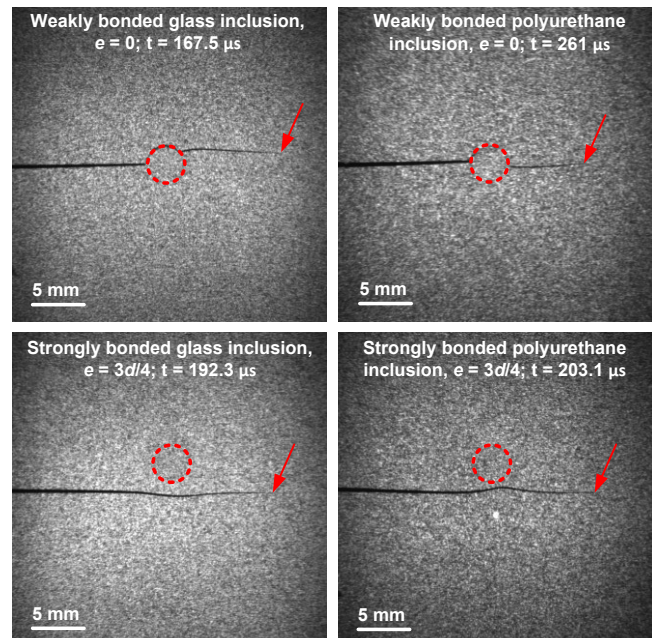 Weakly bonded glass inclusion,
e = 0; t = 167.5 µs
5 mm
Weakly bonded polyurethane
inclusion, e = 0; t = 261 µs
5 mm
Strongly bonded glass inclusion,
e = 3d/4; t = 192.3 µs
5 mm
Strongly bonded polyurethane
inclusion, e = 3d/4; t = 203.1 µs
5 mm